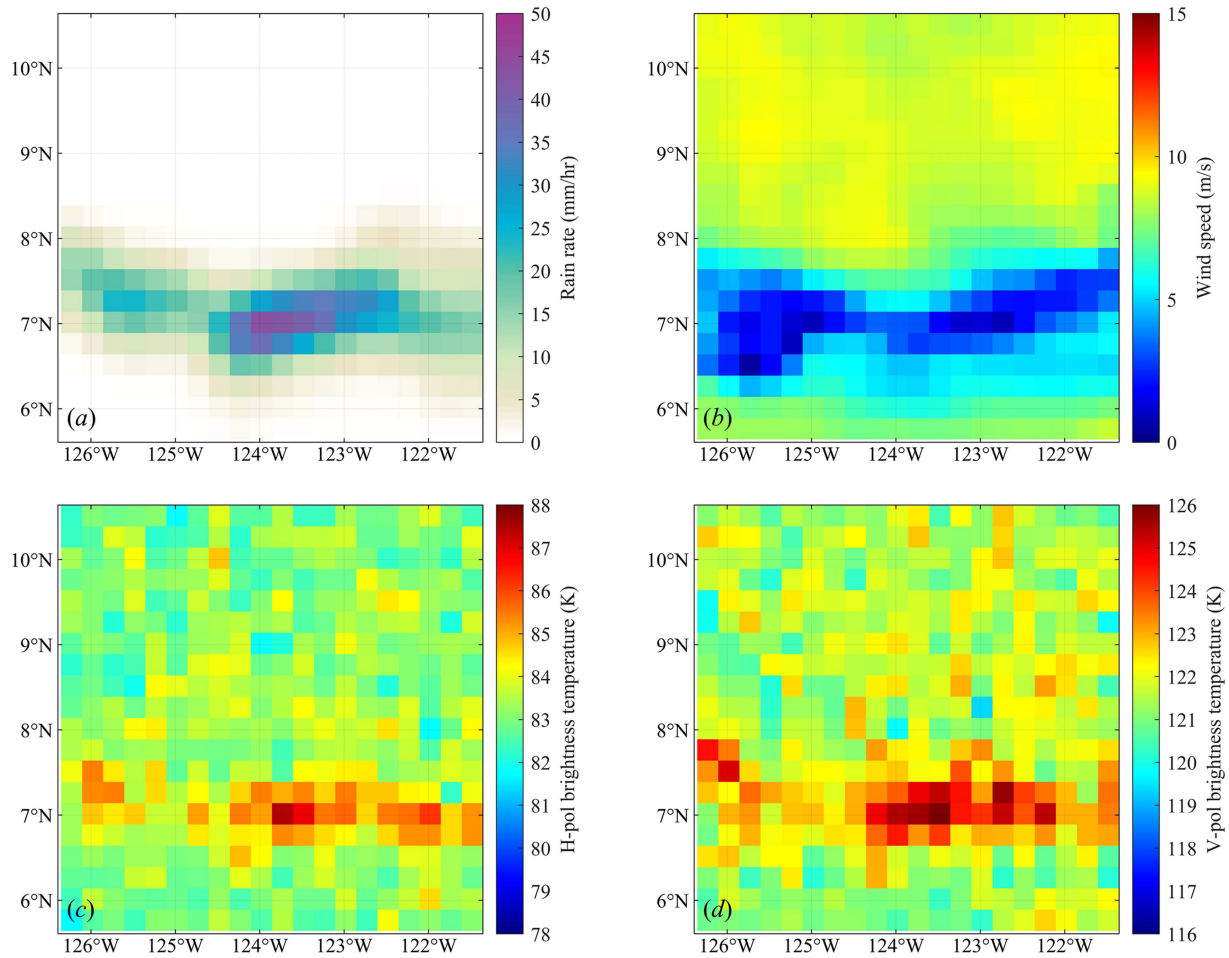 10°N
9°N
8°N
7°N
6°N
126°W 125°W 124°W 123°W 122°W
(a)
50
45
40
35
30
25
20
15
10
5
0
Rain rate (mm/hr)
10°N
9°N
8°N
7°N
6°N
126°W 125°W 124°W 123°W 122°W
(b)
15
10
5
0
Wind speed (m/s)
10°N
9°N
8°N
7°N
6°N
126°W 125°W 124°W 123°W 122°W
(c)
88
87
86
85
84
83
82
81
80
79
78
H-pol brightness temperature (K)
10°N
9°N
8°N
7°N
6°N
126°W 125°W 124°W 123°W 122°W
(d)
126
125
124
123
122
121
120
119
118
117
116
V-pol brightness temperature (K)